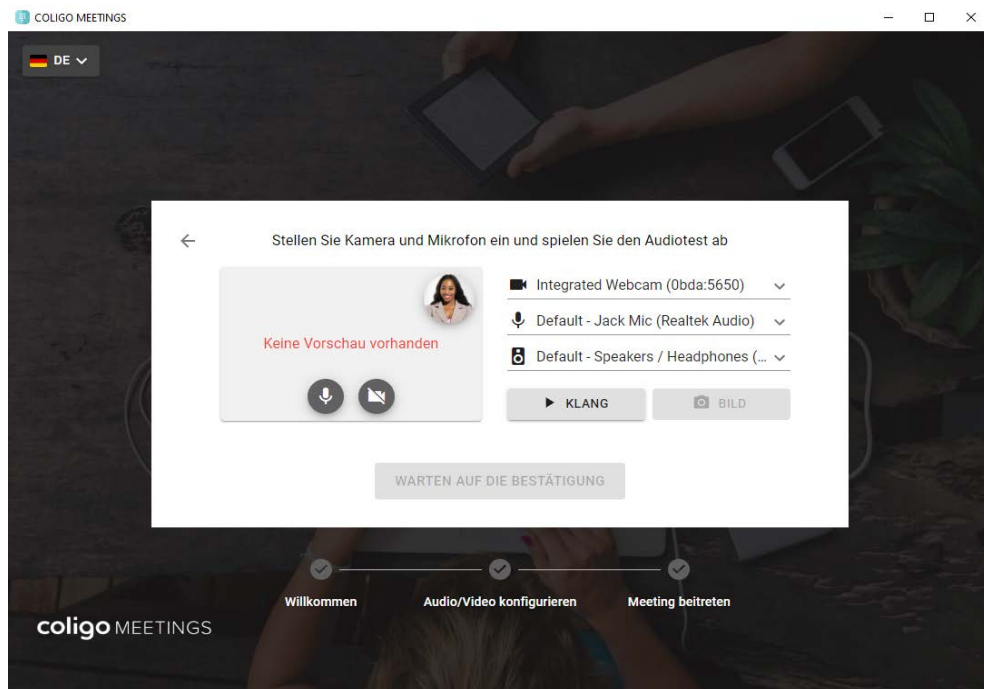 COLIGO MEETINGS
DE
Stellen Sie Kamera und Mikrofon ein und spielen Sie den Audiotest ab
Keine Vorschau vorhanden
Integrated Webcam (0bda:5650)
Default - Jack Mic (Realtek Audio)
Default - Speakers / Headphones (...
KLANG
BILD
WARTEN AUF DIE BESTÄTIGUNG
Willkommen
Audio/Video konfigurieren
Meeting beitreten
coligo MEETINGS